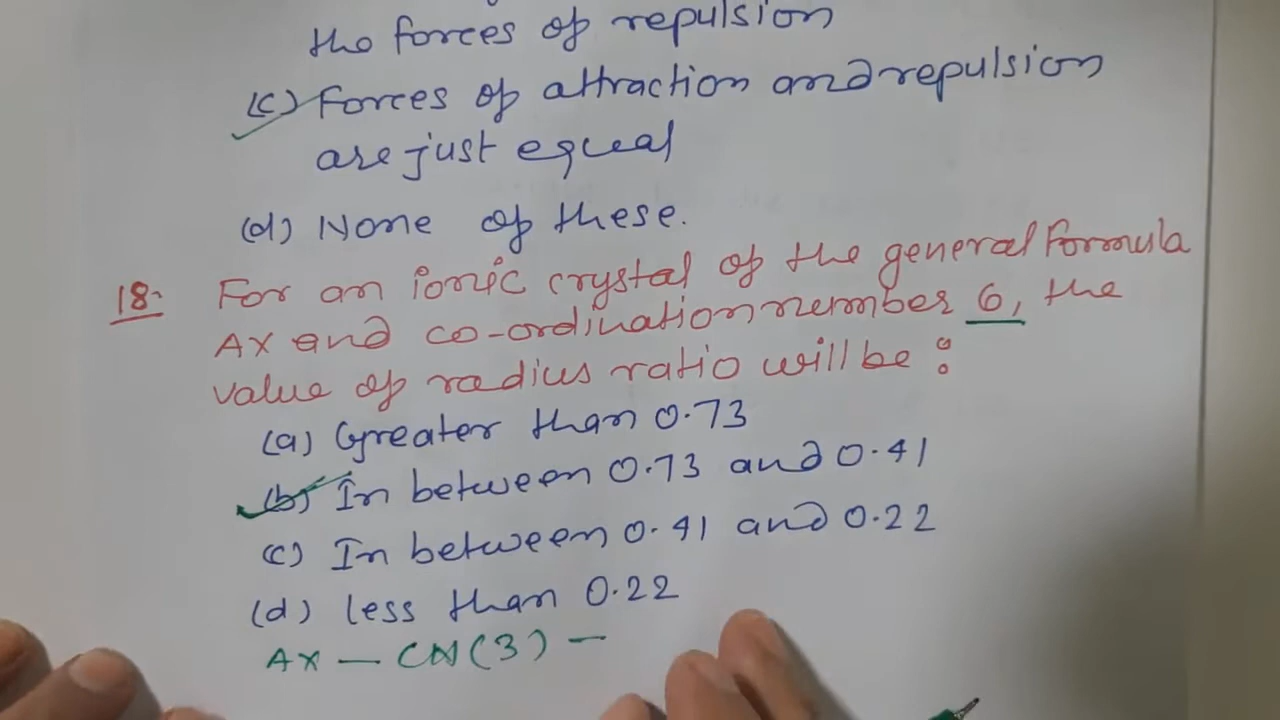 the forces of repulsion
(c) Forces of attraction and repulsion
are just equal
(d) None of these.
18. For an ionic crystal of the general formula
AX and co-ordination number 6, the
value of radius ratio will be :
(a) Greater than 0.73
(b) In between 0.73 and 0.41
(c) In between 0.41 and 0.22
(d) less than 0.22
AX — CN(3) —